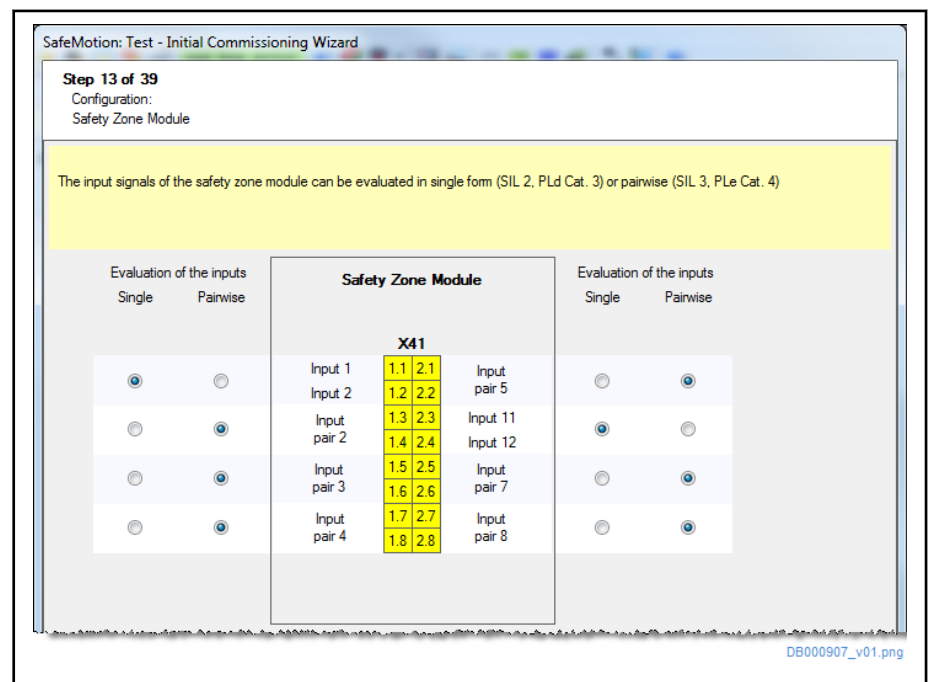 SafeMotion: Test - Initial Commissioning Wizard
Step 13 of 39
Configuration:
Safety Zone Module
The input signals of the safety zone module can be evaluated in single form (SIL 2, PLd Cat. 3) or pairwise (SIL 3, PLe Cat. 4)
Evaluation of the inputs
Single Pairwise
Safety Zone Module
Evaluation of the inputs
Single Pairwise
X41
Input 1 1.1 2.1 Input
pair 5
Input 2 1.2 2.2
Input
pair 2
1.3 2.3 Input 11
1.4 2.4 Input 12
Input
pair 3
1.5 2.5
1.6 2.6
Input
pair 7
Input
pair 4
1.7 2.7
1.8 2.8
Input
pair 8
DB000907_v01.png